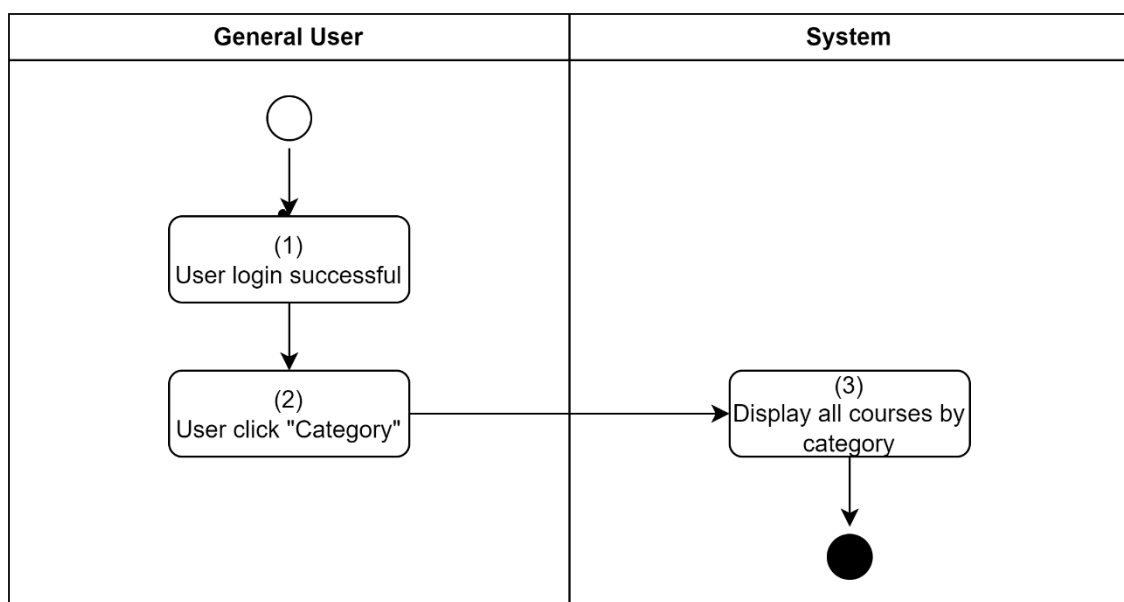 General User
System
(1)
User login successful
(2)
User click "Category"
(3)
Display all courses by
category